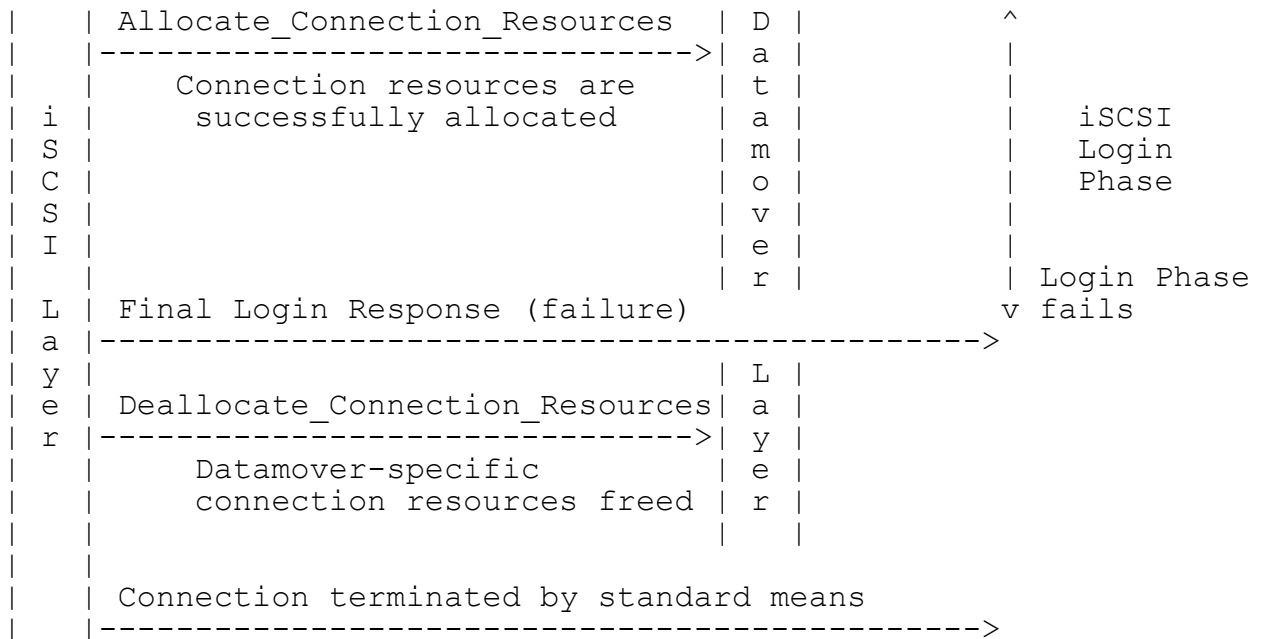 |   | Allocate_Connection_Resources   | D |          ^
|   |------------------------------->| a |          |
|   |    Connection resources are     | t |          |
| i |     successfully allocated      | a |          |   iSCSI
| S |                                | m |          |   Login
| C |                                | o |          |   Phase
| S |                                | v |          |
| I |                                | e |          |
|   |                                | r |          | Login Phase
| L | Final Login Response (failure)                v fails
| a |---------------------------------------------->
| y |                                | L |
| e | Deallocate_Connection_Resources| a |
| r |------------------------------->| y |
|   |     Datamover-specific         | e |
|   |     connection resources freed | r |
|   |                                |   |
|   |
|   | Connection terminated by standard means
|   |---------------------------------------------->